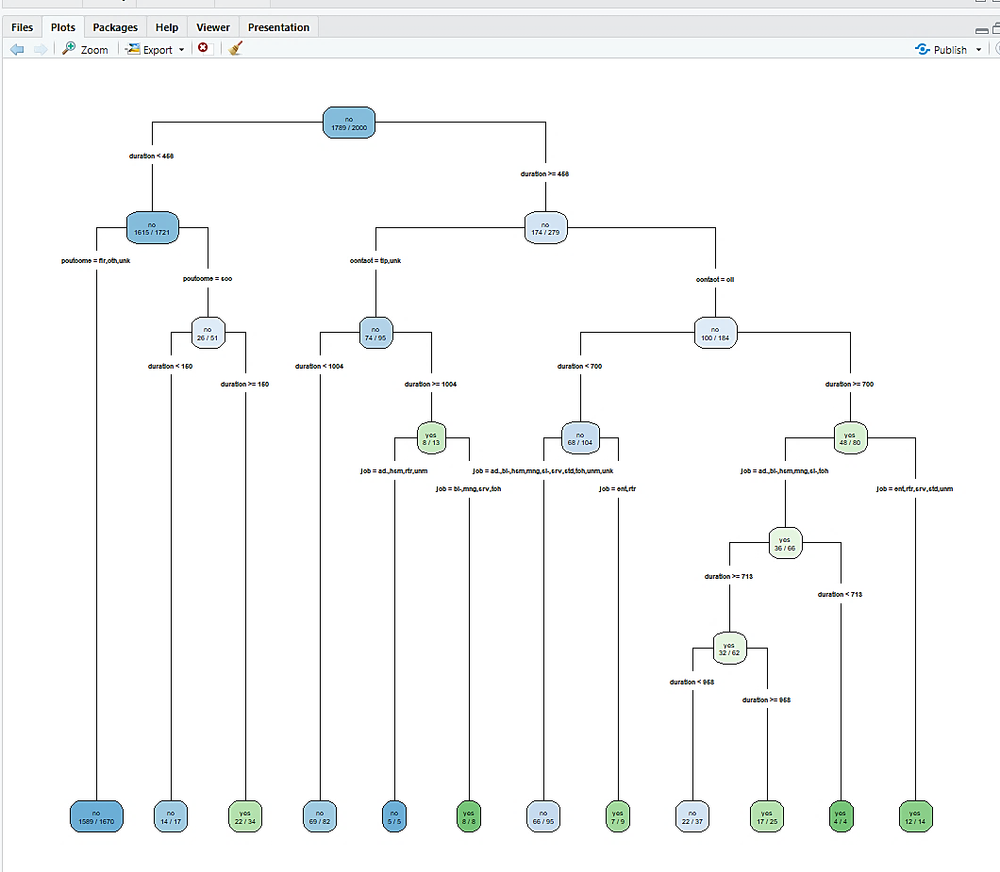 Files Plots Packages Help Viewer Presentation
Zoom Export Publish
no
1789 / 2000
duration < 456
duration >= 456
no
1615 / 1721
no
174 / 279
poutcome = flr,oth,unk
contact = tlp,unk
poutcome = scc
contact = cll
no
26 / 51
no
74 / 95
no
100 / 184
duration < 150
duration < 1004
duration < 700
duration >= 150
duration >= 1004
duration >= 700
yes
8 / 13
no
68 / 104
yes
48 / 80
job = ad.,hsm,rtr,unm
job = ad.,bl-,hsm,mng,sl-,srv,std,tch,unm,unk
job = ad.,bl-,hsm,mng,sl-,tch
job = bl-,mng,srv,tch
job = ent,rtr
job = ent,rtr,srv,std,unm
yes
36 / 66
duration >= 713
duration < 713
yes
32 / 62
duration < 958
duration >= 958
no
1589 / 1670
no
14 / 17
yes
22 / 34
no
69 / 82
no
5 / 5
yes
8 / 8
no
66 / 95
yes
7 / 9
no
22 / 37
yes
17 / 25
yes
4 / 4
yes
12 / 14